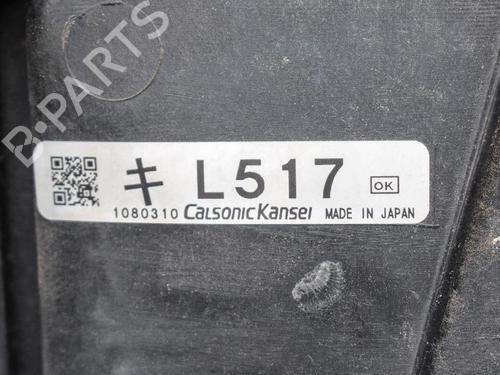 B-PARTS
キ L517 OK
1080310 CalsonicKansei MADE IN JAPAN